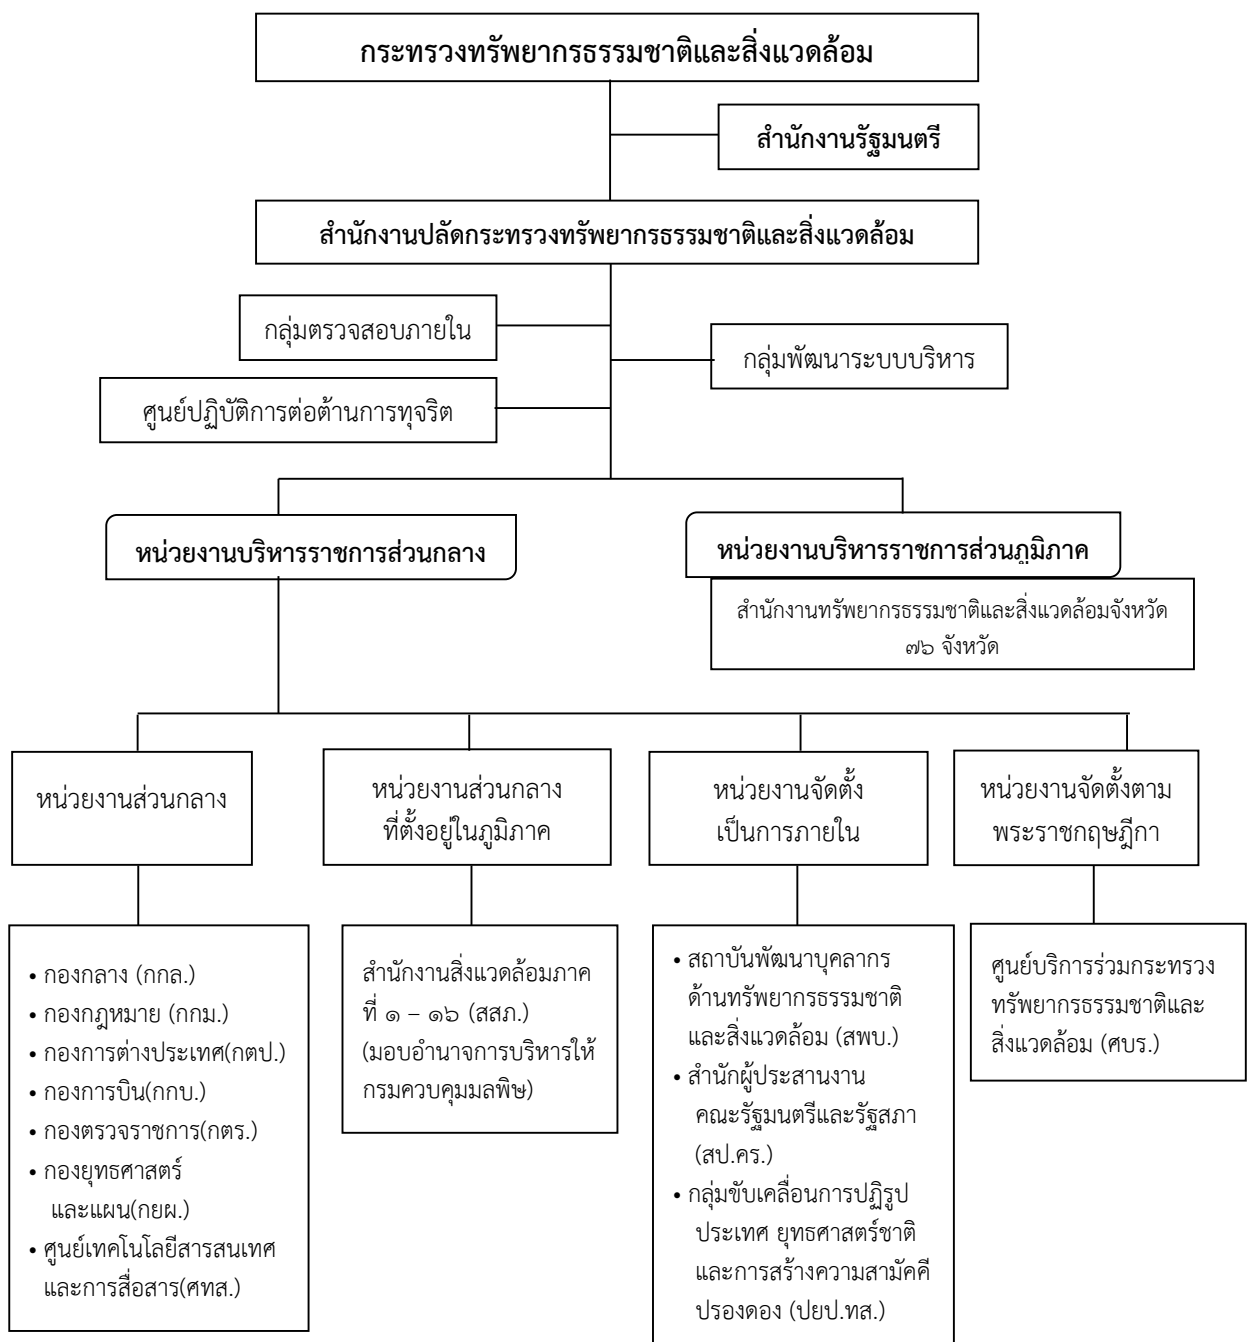 กระทรวงทรัพยากรธรรมชาติและสิ่งแวดล้อม
สำนักงานรัฐมนตรี
สำนักงานปลัดกระทรวงทรัพยากรธรรมชาติและสิ่งแวดล้อม
กลุ่มตรวจสอบภายใน
กลุ่มพัฒนาระบบบริหาร
ศูนย์ปฏิบัติการต่อต้านการทุจริต
หน่วยงานบริหารราชการส่วนกลาง
หน่วยงานบริหารราชการส่วนภูมิภาค
สำนักงานทรัพยากรธรรมชาติและสิ่งแวดล้อมจังหวัด
๗๖ จังหวัด
หน่วยงานส่วนกลาง
หน่วยงานส่วนกลาง
ที่ตั้งอยู่ในภูมิภาค
หน่วยงานจัดตั้ง
เป็นการภายใน
หน่วยงานจัดตั้งตาม
พระราชกฤษฎีกา
• กองกลาง (กกล.)
• กองกฎหมาย (กกม.)
• กองการต่างประเทศ(กตป.)
• กองการบิน(กกบ.)
• กองตรวจราชการ(กตร.)
• กองยุทธศาสตร์
และแผน(กยผ.)
• ศูนย์เทคโนโลยีสารสนเทศ
และการสื่อสาร(ศทส.)
สำนักงานสิ่งแวดล้อมภาค
ที่ ๑ – ๑๖ (สสภ.)
(มอบอำนาจการบริหารให้
กรมควบคุมมลพิษ)
• สถาบันพัฒนาบุคลากร
ด้านทรัพยากรธรรมชาติ
และสิ่งแวดล้อม (สพบ.)
• สำนักผู้ประสานงาน
คณะรัฐมนตรีและรัฐสภา
(สป.คร.)
• กลุ่มขับเคลื่อนการปฏิรูป
ประเทศ ยุทธศาสตร์ชาติ
และการสร้างความสามัคคี
ปรองดอง (ปยป.ทส.)
ศูนย์บริการร่วมกระทรวง
ทรัพยากรธรรมชาติและ
สิ่งแวดล้อม (ศบร.)